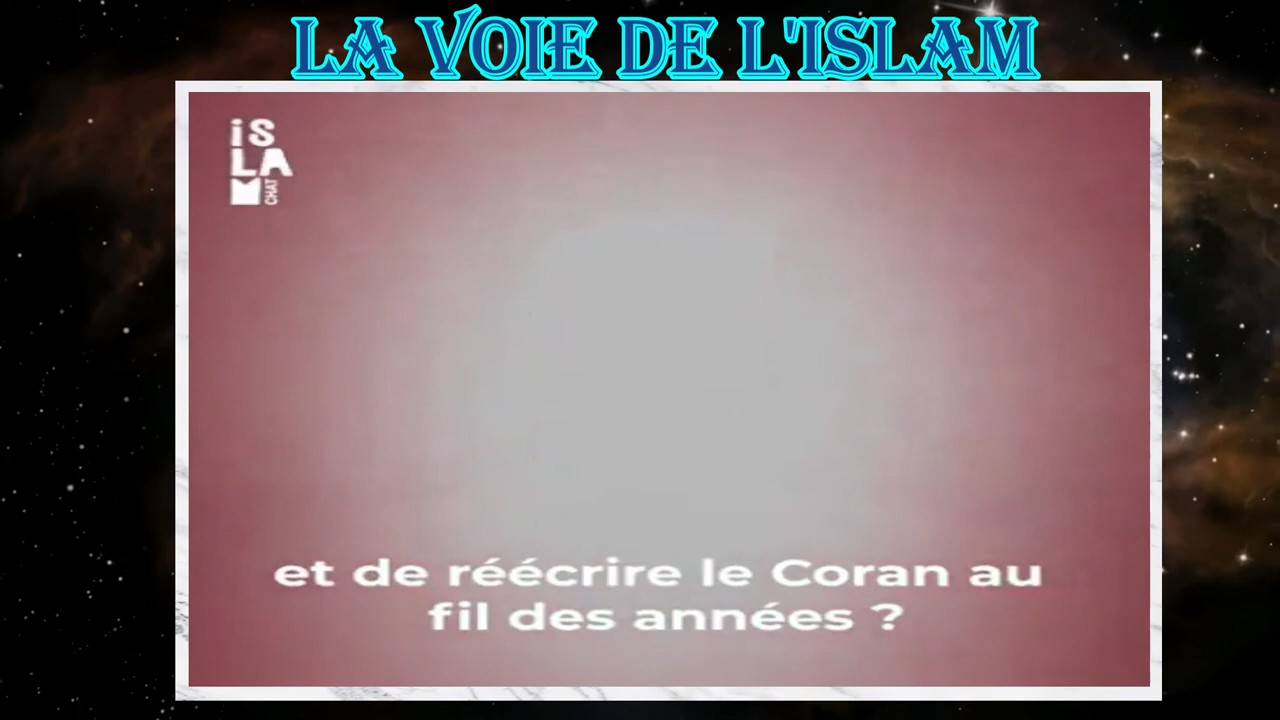 LA VOIE DE L'ISLAM
iS
LA
M CHAT
et de réécrire le Coran au
fil des années ?